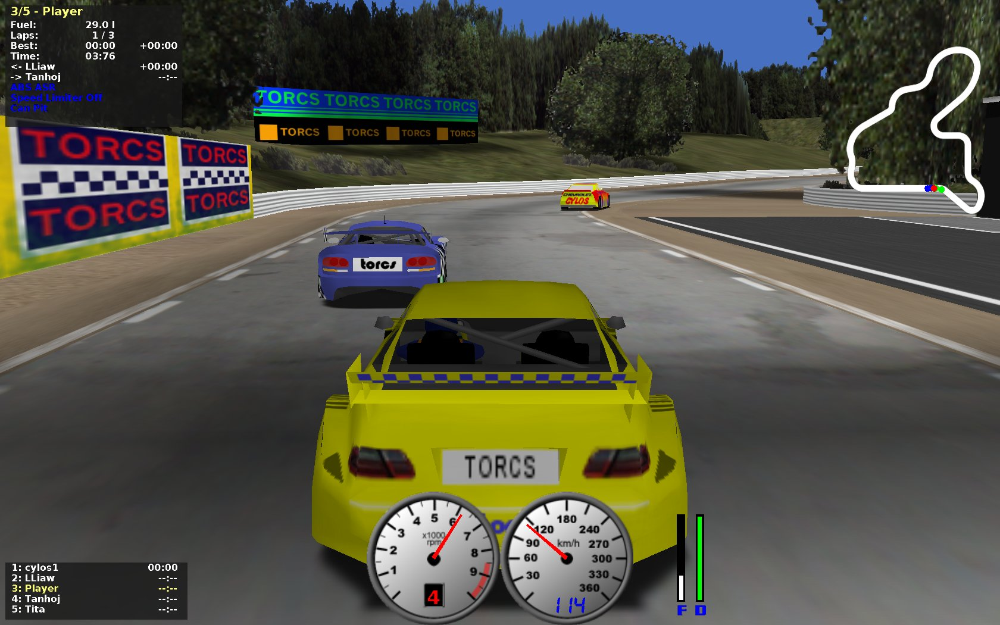 3/5 - Player
Fuel: 29.0 l
Laps: 1 / 3
Best: 00:00 +00:00
Time: 03:76
<- LLiaw +00:00
-> Tanhoj --:--
ABS ASR
Speed Limiter Off
Can Pit
TORCS TORCS TORCS TORCS
TORCS TORCS TORCS TORCS
TORCS TORCS
TORCS TORCS
CHEVROLET
CYLOS
torcs
TORCS
1 2 3 4 5 6 7 8 9
x1000
rpm
4
30 60 90 120 180 240 270 300 330 360
km/h
114
F D
1: cylos1 00:00
2: LLiaw --:--
3: Player --:--
4: Tanhoj --:--
5: Tita --:--